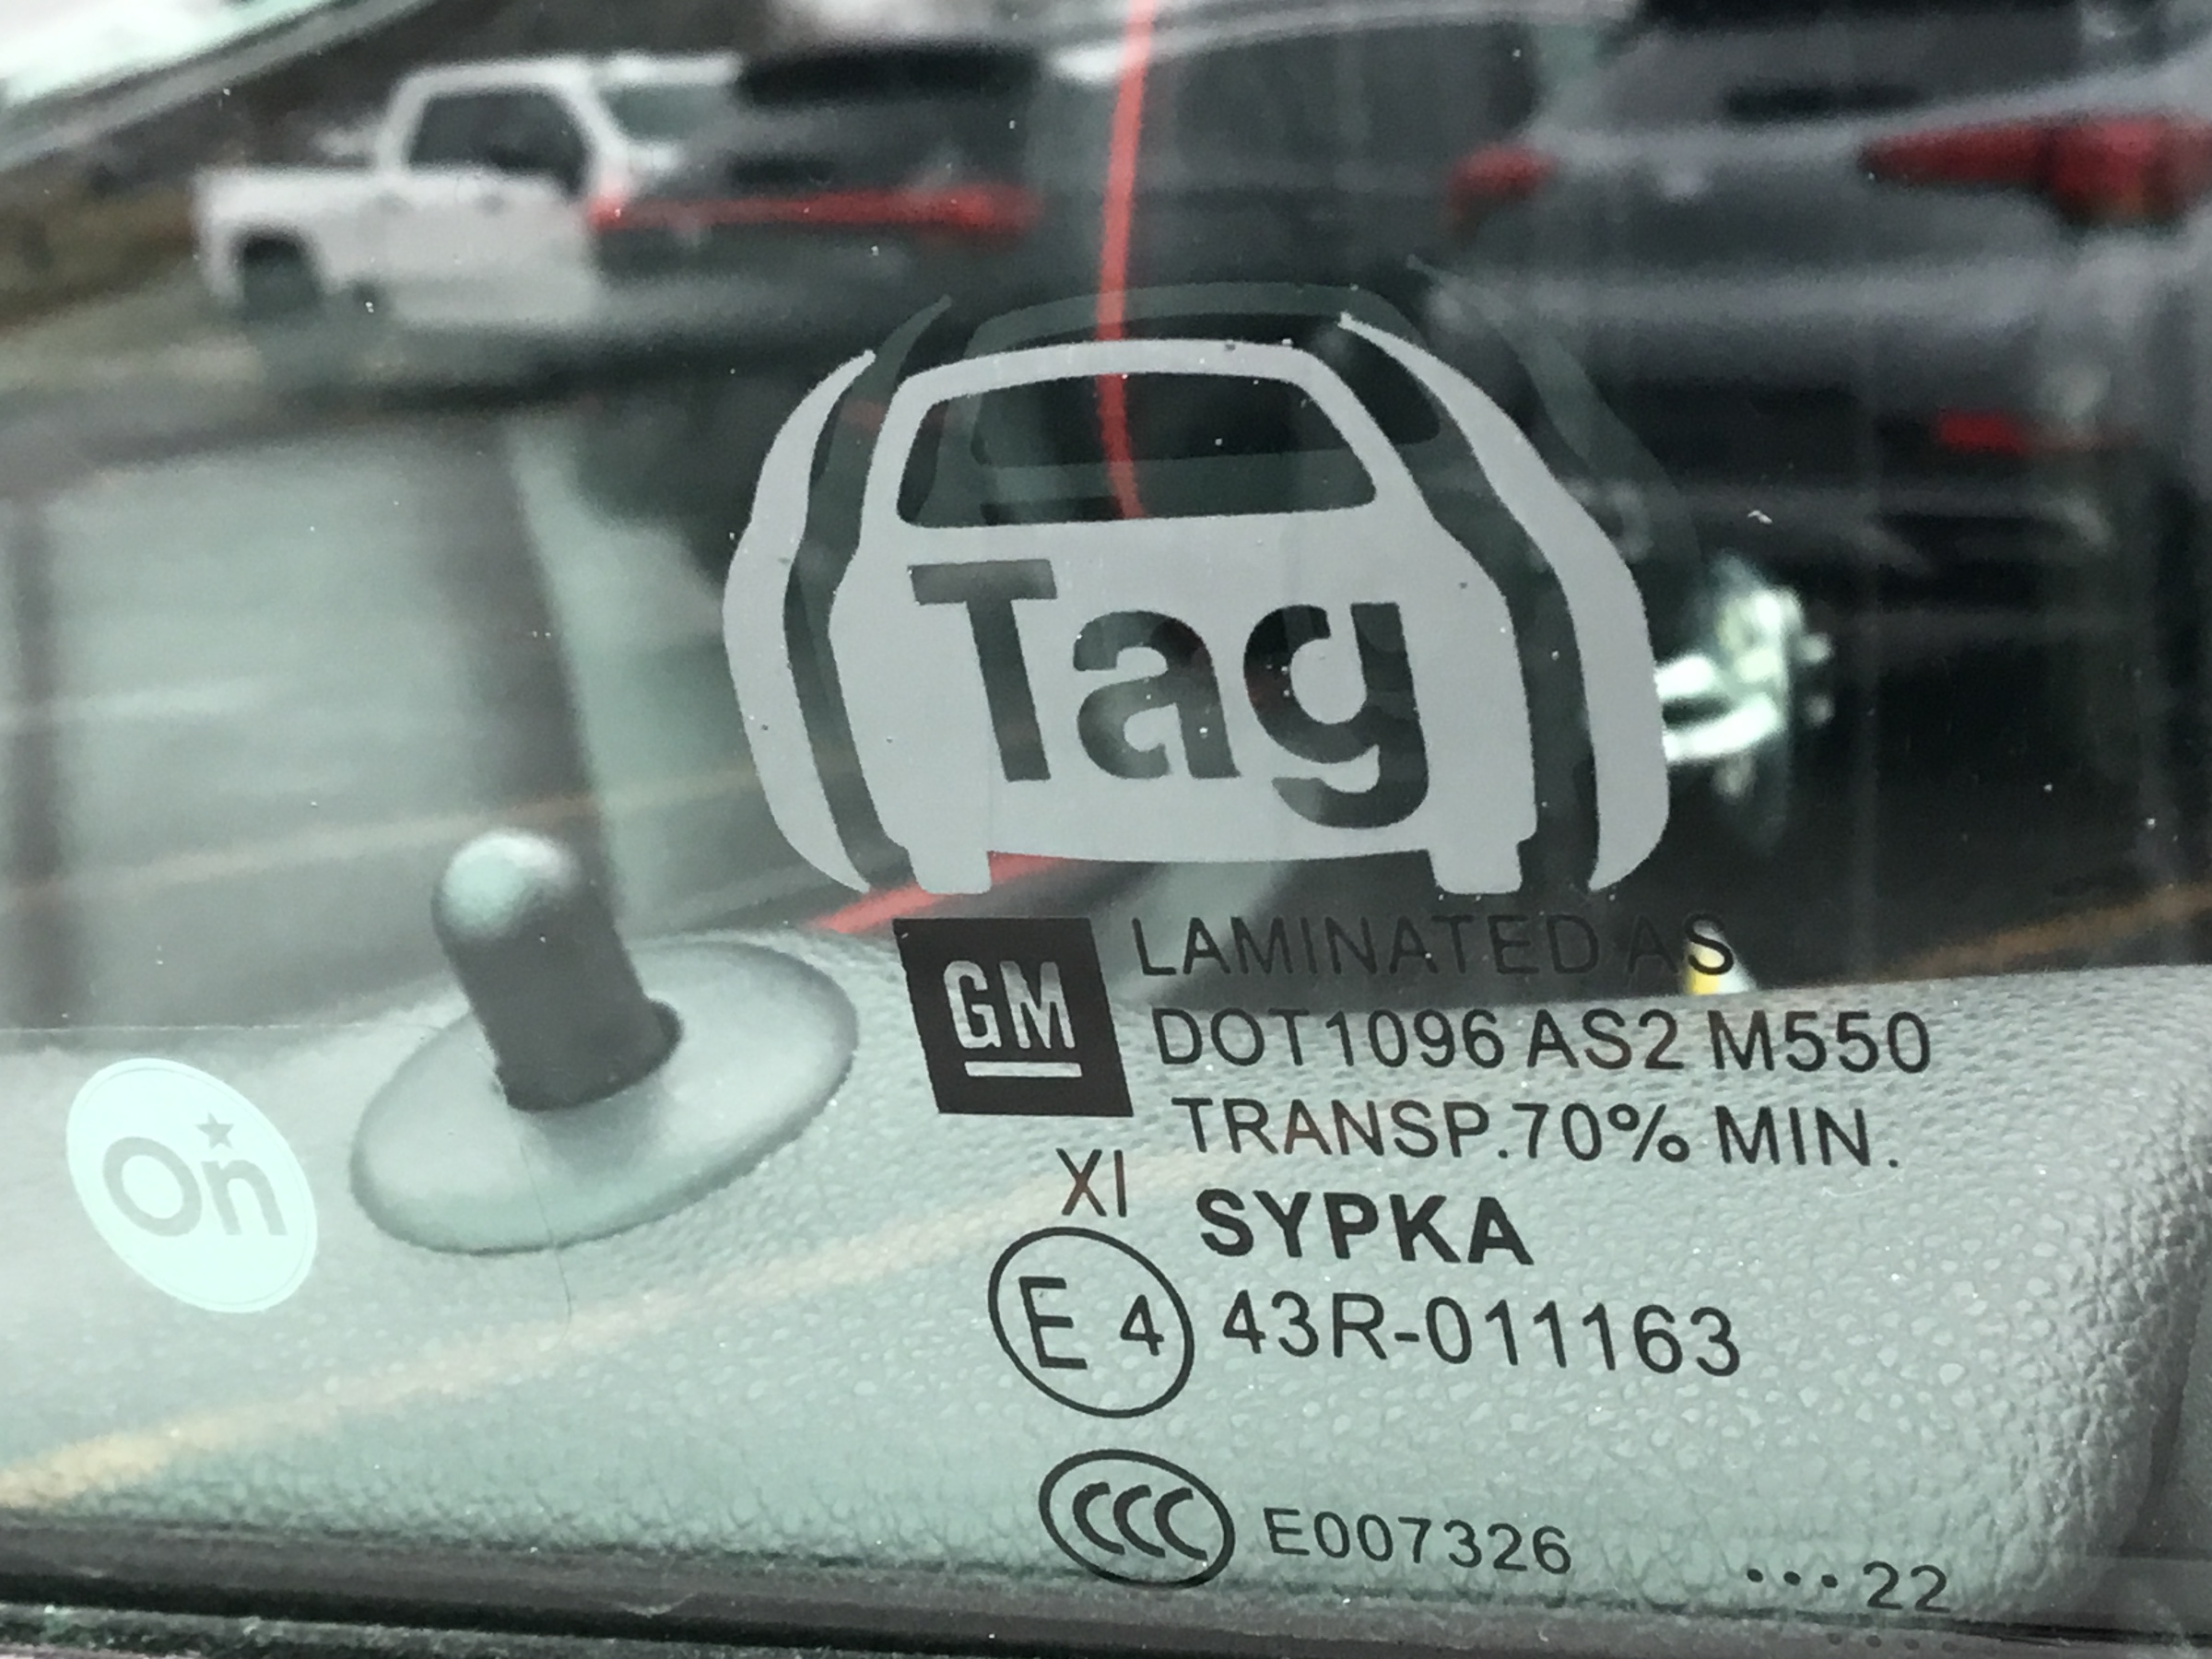 Tag
GM
LAMINATED AS
DOT1096 AS2 M550
TRANSP.70% MIN.
XI
SYPKA
E 4
43R-011163
On
CCC
E007326
...22